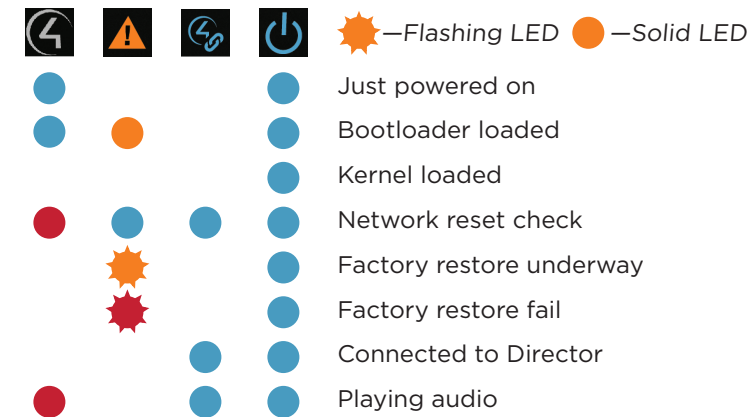 —Flashing LED —Solid LED
Just powered on
Bootloader loaded
Kernel loaded
Network reset check
Factory restore underway
Factory restore fail
Connected to Director
Playing audio